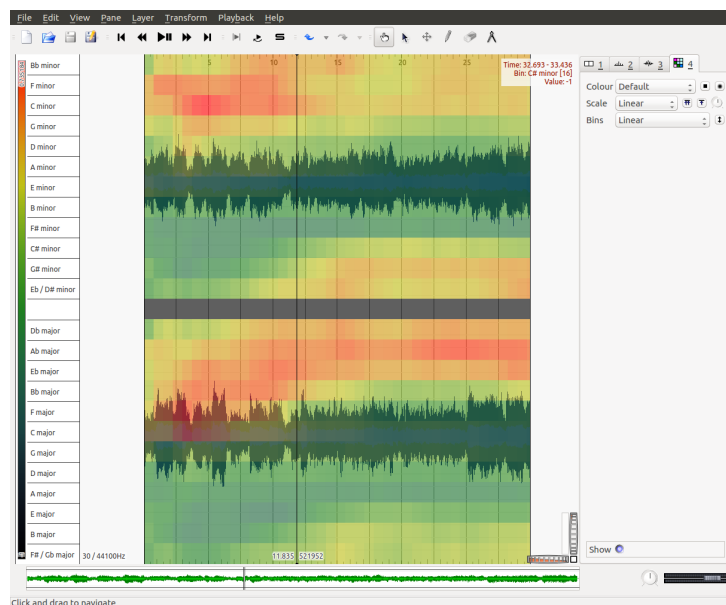 File Edit View Pane Layer Transform Playback Help
5 10 15 20 25
Time: 32.693 - 33.436
Bin: C# minor [16]
Value: -1
Bb minor
F minor
C minor
G minor
D minor
A minor
E minor
B minor
F# minor
C# minor
G# minor
Eb / D# minor
Db major
Ab major
Eb major
Bb major
F major
C major
G major
D major
A major
E major
B major
F# / Gb major
30 / 44100Hz
11.835 521952
1 2 3 4
Colour Default
Scale Linear
Bins Linear
Show
Click and drag to navigate